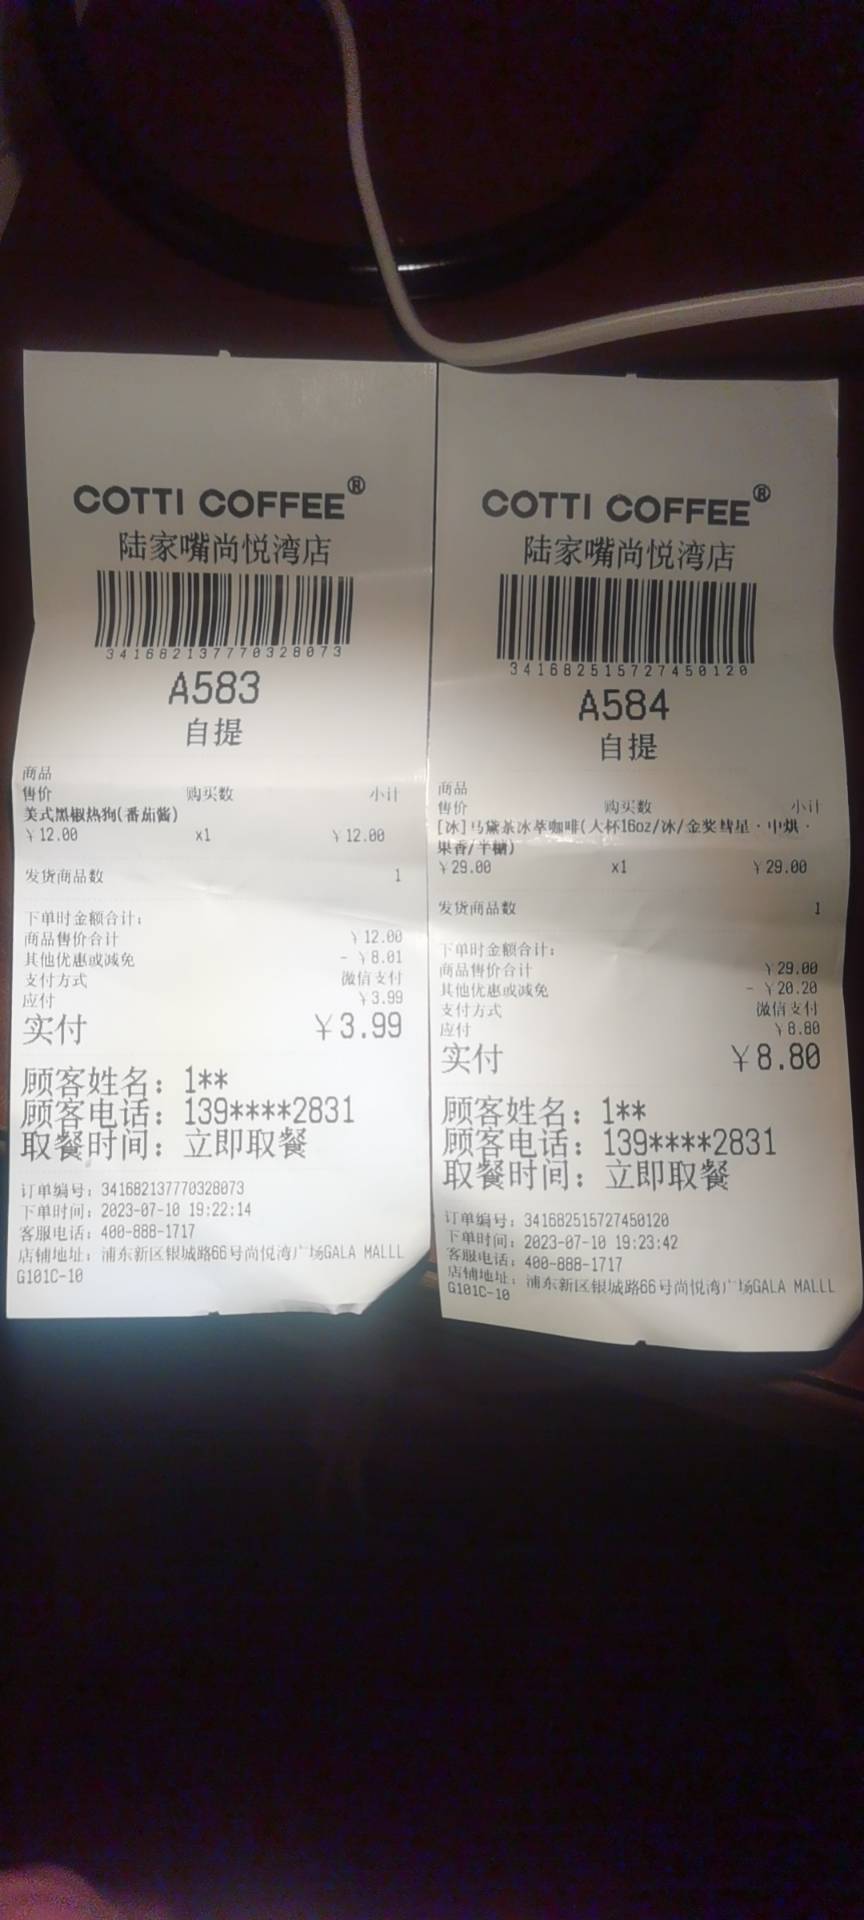 COTTI COFFEE®
陆家嘴尚悦湾店
341682137770328073
A583
自提
商品
售价 购买数 小计
美式黑椒热狗(番茄酱)
￥12.00 x1 ￥12.00
发货商品数 1
下单时金额合计：
商品售价合计 ￥12.00
其他优惠或减免 - ￥8.01
支付方式 微信支付
应付 ￥3.99
实付 ￥3.99
顾客姓名：1**
顾客电话：139****2831
取餐时间：立即取餐
订单编号：341682137770328073
下单时间：2023-07-10 19:22:14
客服电话：400-888-1717
店铺地址：浦东新区银城路66号尚悦湾广场GALA MALLL
G101C-10
COTTI COFFEE®
陆家嘴尚悦湾店
341682515727450120
A584
自提
商品
售价 购买数 小计
[冰]马黛茶冰萃咖啡(大杯16oz/冰/金奖彗星·中烘·
果香/半糖)
￥29.00 x1 ￥29.00
发货商品数 1
下单时金额合计：
商品售价合计 ￥29.00
其他优惠或减免 - ￥20.20
支付方式 微信支付
应付 ￥8.80
实付 ￥8.80
顾客姓名：1**
顾客电话：139****2831
取餐时间：立即取餐
订单编号：341682515727450120
下单时间：2023-07-10 19:23:42
客服电话：400-888-1717
店铺地址：浦东新区银城路66号尚悦湾广场GALA MALLL
G101C-10